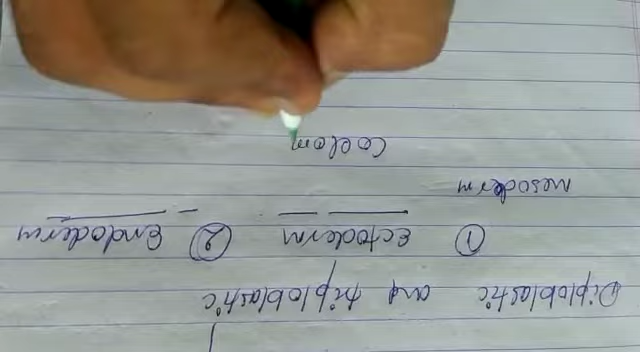 Diploblastic and triploblastic
① Ectoderm ② Endoderm
mesoderm
Coelom